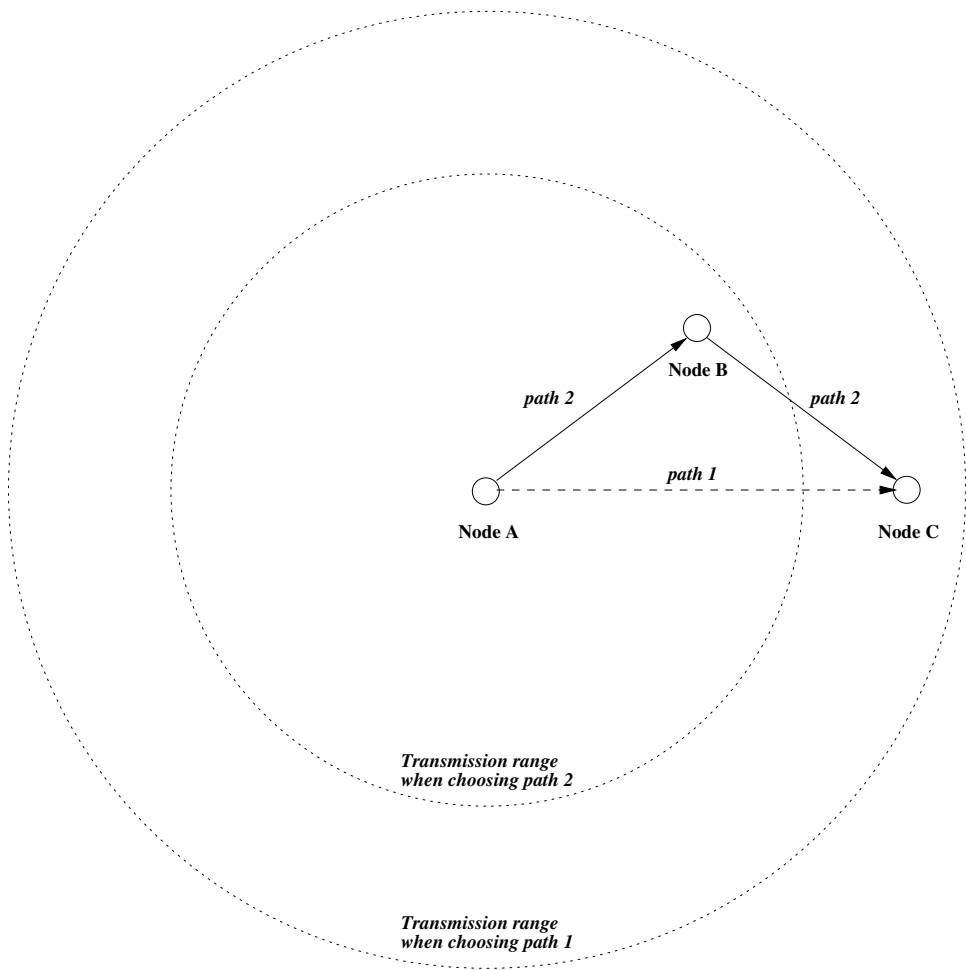 Node B
path 2
path 2
path 1
Node A
Node C
Transmission range
when choosing path 2
Transmission range
when choosing path 1